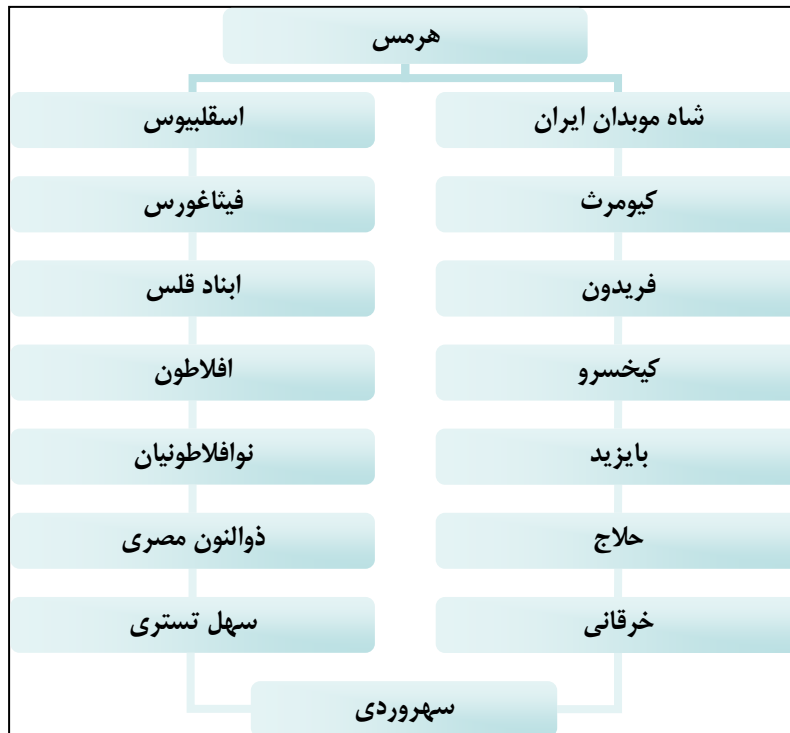 هرمس
شاه موبدان ایران
اسقلبیوس
کیومرث
فیثاغورس
فریدون
ابناد قلس
کیخسرو
افلاطون
بایزید
نوافلاطونیان
حلاج
ذوالنون مصری
خرقانی
سهل تستری
سهروردی